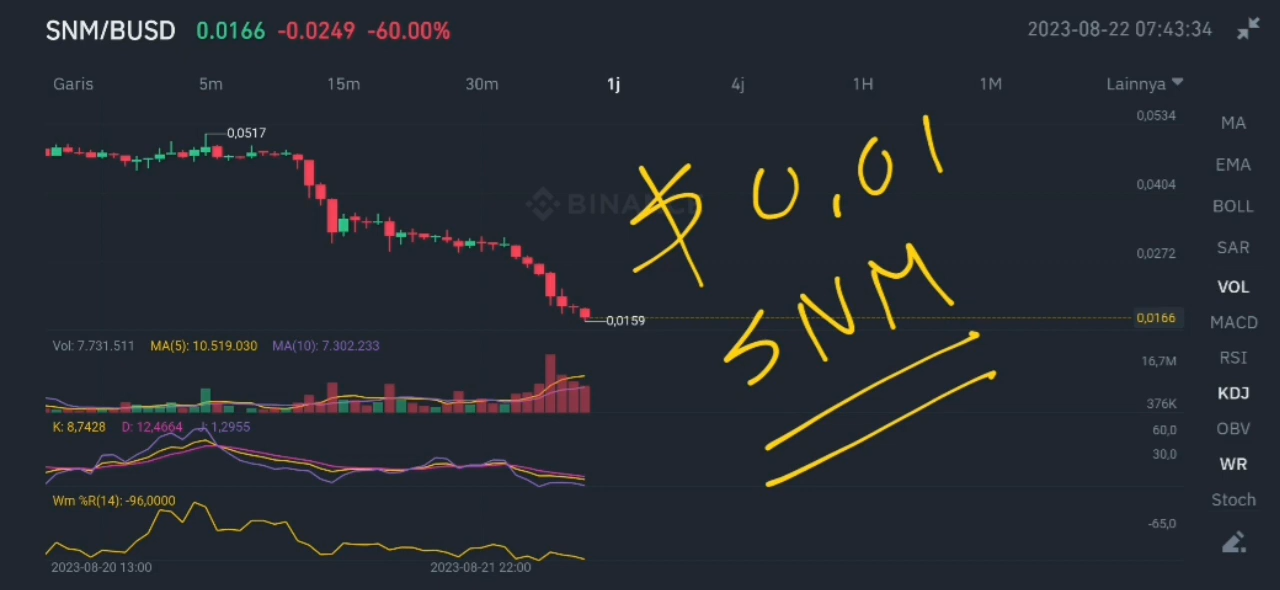 SNM/BUSD 0.0166 -0.0249 -60.00% 2023-08-22 07:43:34
Garis 5m 15m 30m 1j 4j 1H 1M Lainnya
0,0534
0,0517
0,0404
0,0272
0,0166
0,0159
BINANCE
$ 0,01
SNM
MA
EMA
BOLL
SAR
VOL
MACD
RSI
KDJ
OBV
WR
Stoch
Vol: 7.731.511 MA(5): 10.519.030 MA(10): 7.302.233
16,7M
376K
K: 8,7428 D: 12,4664 J: 1,2955
60,0
30,0
Wm %R(14): -96,0000
-65,0
2023-08-20 13:00 2023-08-21 22:00